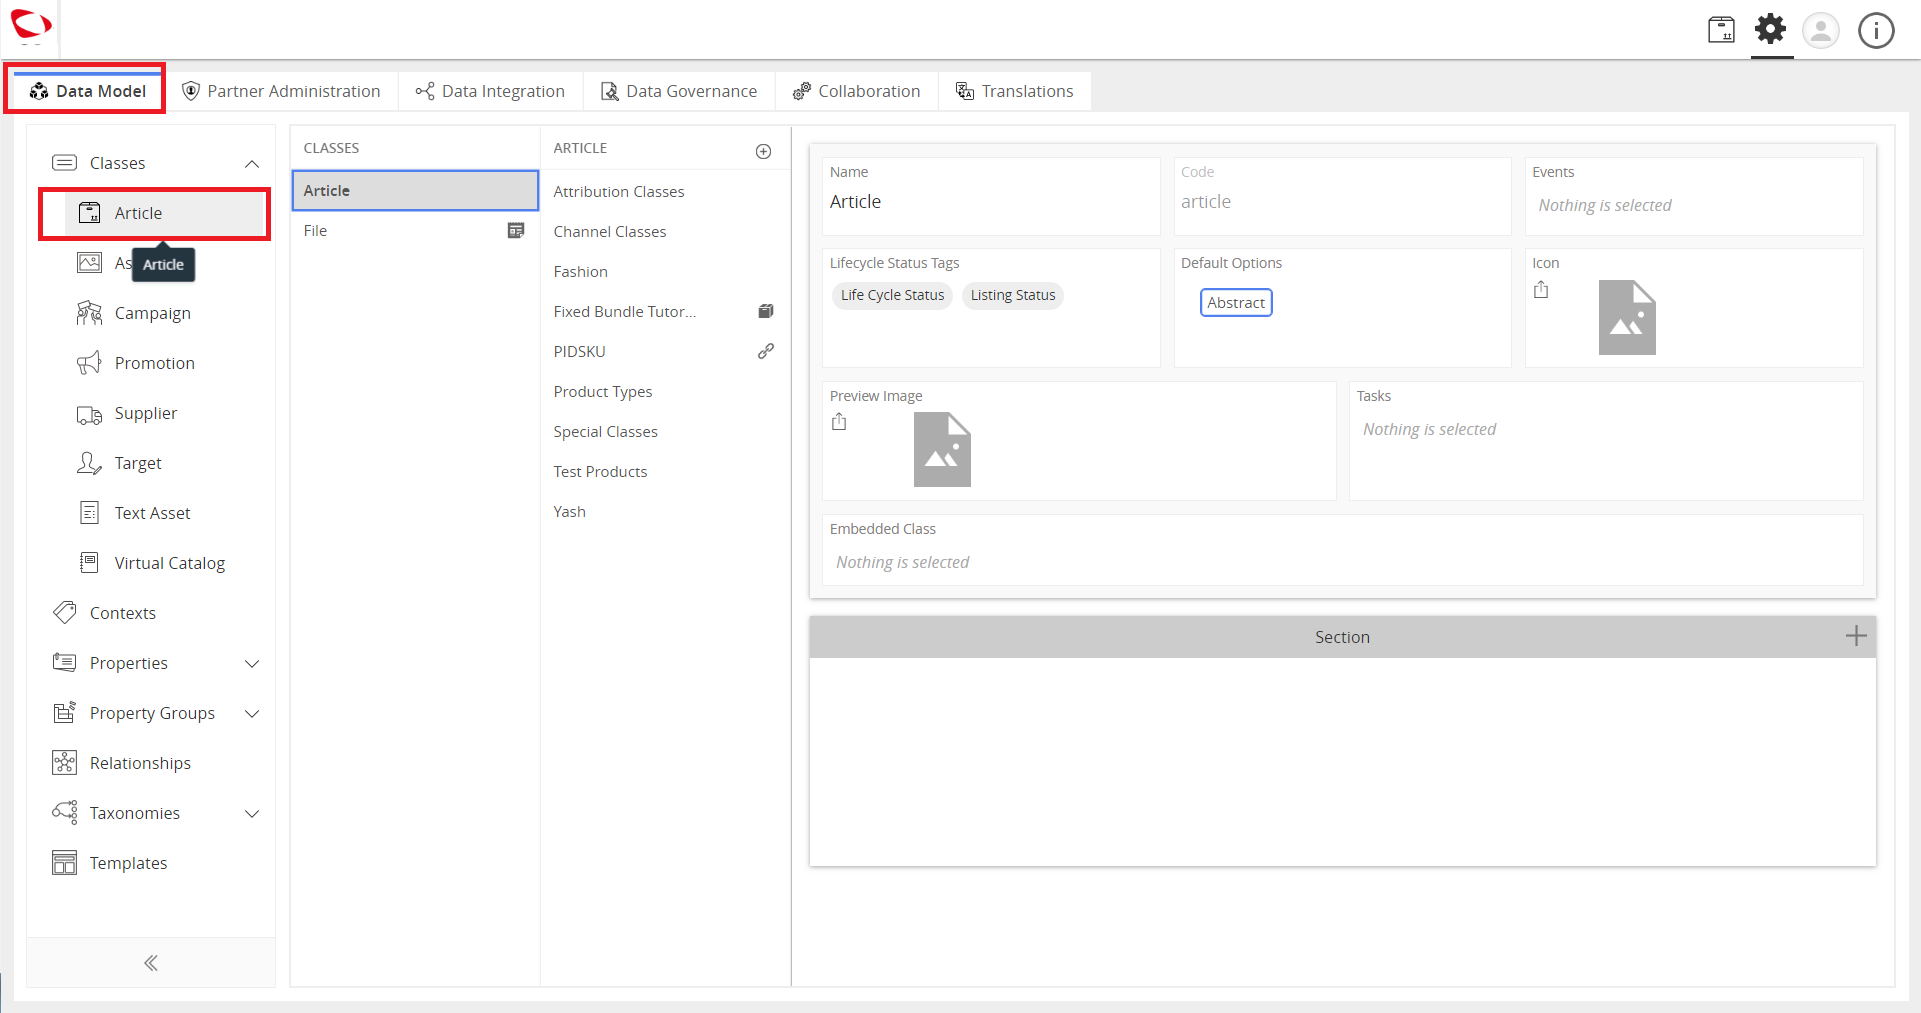 Data Model
Partner Administration
Data Integration
Data Governance
Collaboration
Translations
Classes
Article
As
Article
Campaign
Promotion
Supplier
Target
Text Asset
Virtual Catalog
Contexts
Properties
Property Groups
Relationships
Taxonomies
Templates
CLASSES
Article
File
ARTICLE
Attribution Classes
Channel Classes
Fashion
Fixed Bundle Tutor...
PIDSKU
Product Types
Special Classes
Test Products
Yash
Name
Article
Code
article
Events
Nothing is selected
Lifecycle Status Tags
Life Cycle Status
Listing Status
Default Options
Abstract
Icon
Preview Image
Tasks
Nothing is selected
Embedded Class
Nothing is selected
Section